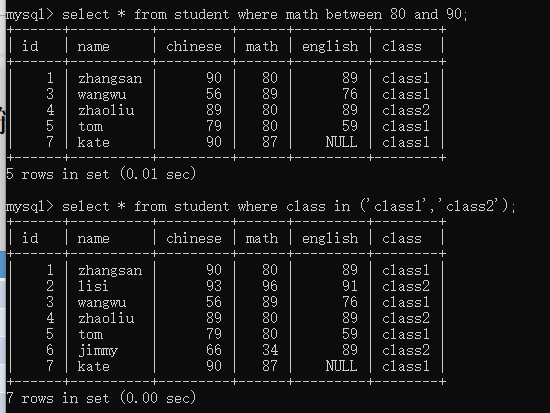 mysql> select * from student where math between 80 and 90;
+------+----------+---------+------+---------+--------+
| id   | name     | chinese | math | english | class  |
+------+----------+---------+------+---------+--------+
|    1 | zhangsan |      90 |   80 |      89 | class1 |
|    3 | wangwu   |      56 |   89 |      76 | class1 |
|    4 | zhaoliu  |      89 |   80 |      89 | class2 |
|    5 | tom      |      79 |   80 |      59 | class1 |
|    7 | kate     |      90 |   87 |    NULL | class1 |
+------+----------+---------+------+---------+--------+
5 rows in set (0.01 sec)
mysql> select * from student where class in ('class1','class2');
+------+----------+---------+------+---------+--------+
| id   | name     | chinese | math | english | class  |
+------+----------+---------+------+---------+--------+
|    1 | zhangsan |      90 |   80 |      89 | class1 |
|    2 | lisi     |      93 |   96 |      91 | class2 |
|    3 | wangwu   |      56 |   89 |      76 | class1 |
|    4 | zhaoliu  |      89 |   80 |      89 | class2 |
|    5 | tom      |      79 |   80 |      59 | class1 |
|    6 | jimmy    |      66 |   34 |      89 | class2 |
|    7 | kate     |      90 |   87 |    NULL | class1 |
+------+----------+---------+------+---------+--------+
7 rows in set (0.00 sec)